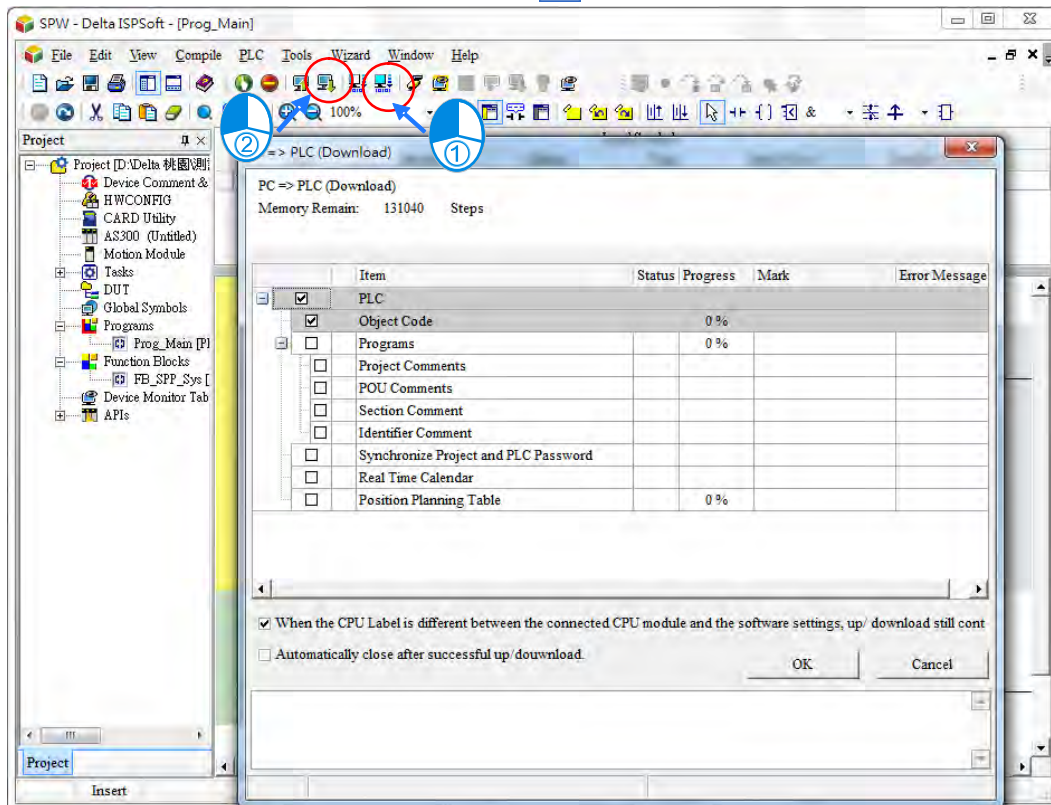 SPW - Delta ISPSoft - [Prog_Main]
File Edit View Compile PLC Tools Wizard Window Help
100%
② ①
Project
=> PLC (Download)
Project [D:\Delta 桃園\測
Device Comment &
HWCONFIG
CARD Utility
AS300 (Untitled)
Motion Module
Tasks
DUT
Global Symbols
Programs
Prog_Main [P
Function Blocks
FB_SPP_Sys [
Device Monitor Tab
APIs
PC => PLC (Download)
Memory Remain: 131040 Steps
Item Status Progress Mark Error Message
PLC
Object Code 0 %
Programs 0 %
Project Comments
POU Comments
Section Comment
Identifier Comment
Synchronize Project and PLC Password
Real Time Calendar
Position Planning Table 0 %
When the CPU Label is different between the connected CPU module and the software settings, up/ download still cont
Automatically close after successful up/douwnload.
OK Cancel
Project
Insert